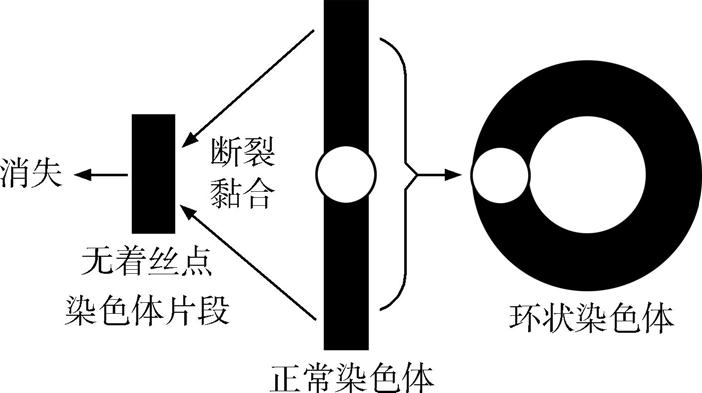 消失
断裂
黏合
无着丝点
染色体片段
正常染色体
环状染色体